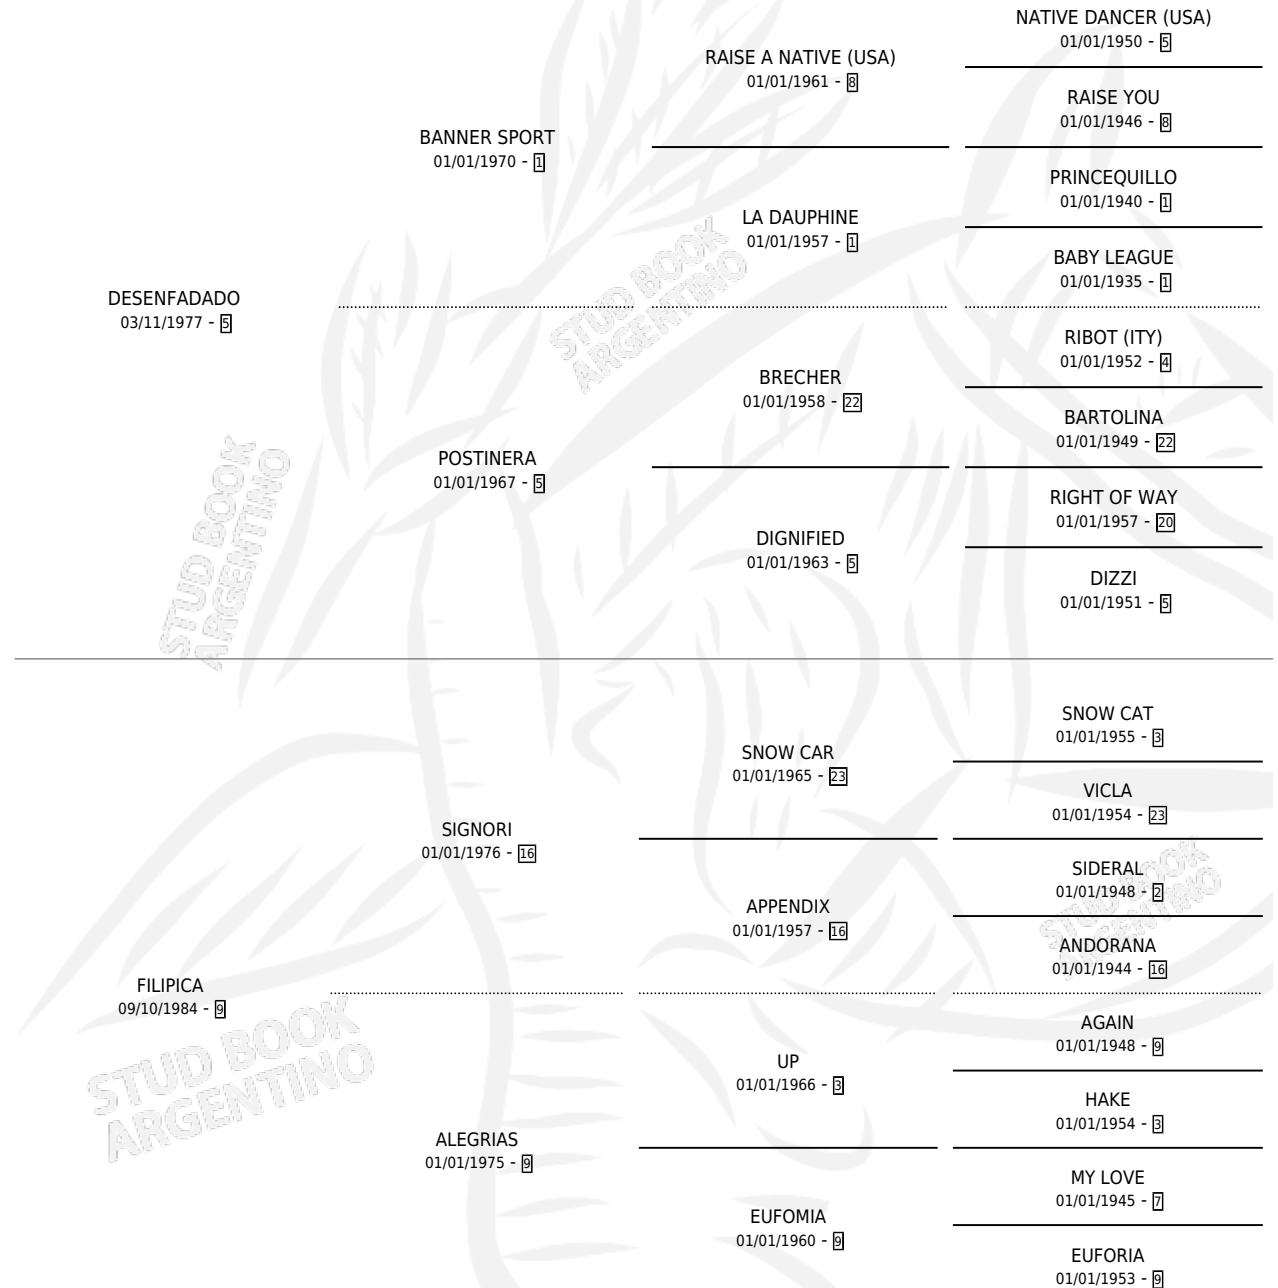 NATIVE DANCER (USA)
01/01/1950 - 5
RAISE A NATIVE (USA)
01/01/1961 - 8
RAISE YOU
01/01/1946 - 8
BANNER SPORT
01/01/1970 - 1
PRINCEQUILLO
01/01/1940 - 1
LA DAUPHINE
01/01/1957 - 1
BABY LEAGUE
01/01/1935 - 1
DESENFADADO
03/11/1977 - 5
RIBOT (ITY)
01/01/1952 - 4
BRECHER
01/01/1958 - 22
BARTOLINA
01/01/1949 - 22
POSTINERA
01/01/1967 - 5
RIGHT OF WAY
01/01/1957 - 20
DIGNIFIED
01/01/1963 - 5
DIZZI
01/01/1951 - 5
STUD BOOK
ARGENTINO
STUD BOOK
ARGENTINO
SNOW CAT
01/01/1955 - 3
SNOW CAR
01/01/1965 - 23
VICLA
01/01/1954 - 23
SIGNORI
01/01/1976 - 16
SIDERAL
01/01/1948 - 2
APPENDIX
01/01/1957 - 16
ANDORANA
01/01/1944 - 16
STUD BOOK
ARGENTINO
FILIPICA
09/10/1984 - 9
AGAIN
01/01/1948 - 9
UP
01/01/1966 - 3
HAKE
01/01/1954 - 3
STUD BOOK
ARGENTINO
ALEGRIAS
01/01/1975 - 9
MY LOVE
01/01/1945 - 7
EUFOMIA
01/01/1960 - 9
EUFORIA
01/01/1953 - 9